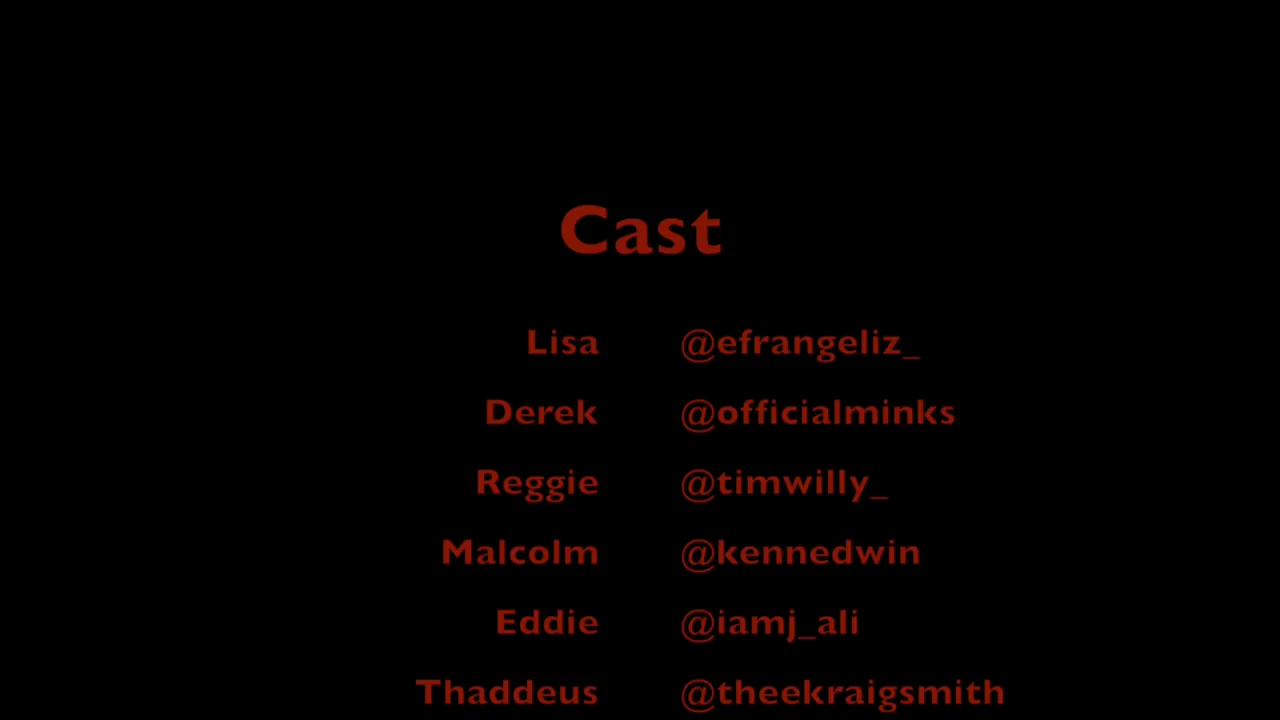 Cast
Lisa @efrangeliz_
Derek @officialminks
Reggie @timwilly_
Malcolm @kennedwin
Eddie @iamj_ali
Thaddeus @theekraigsmith